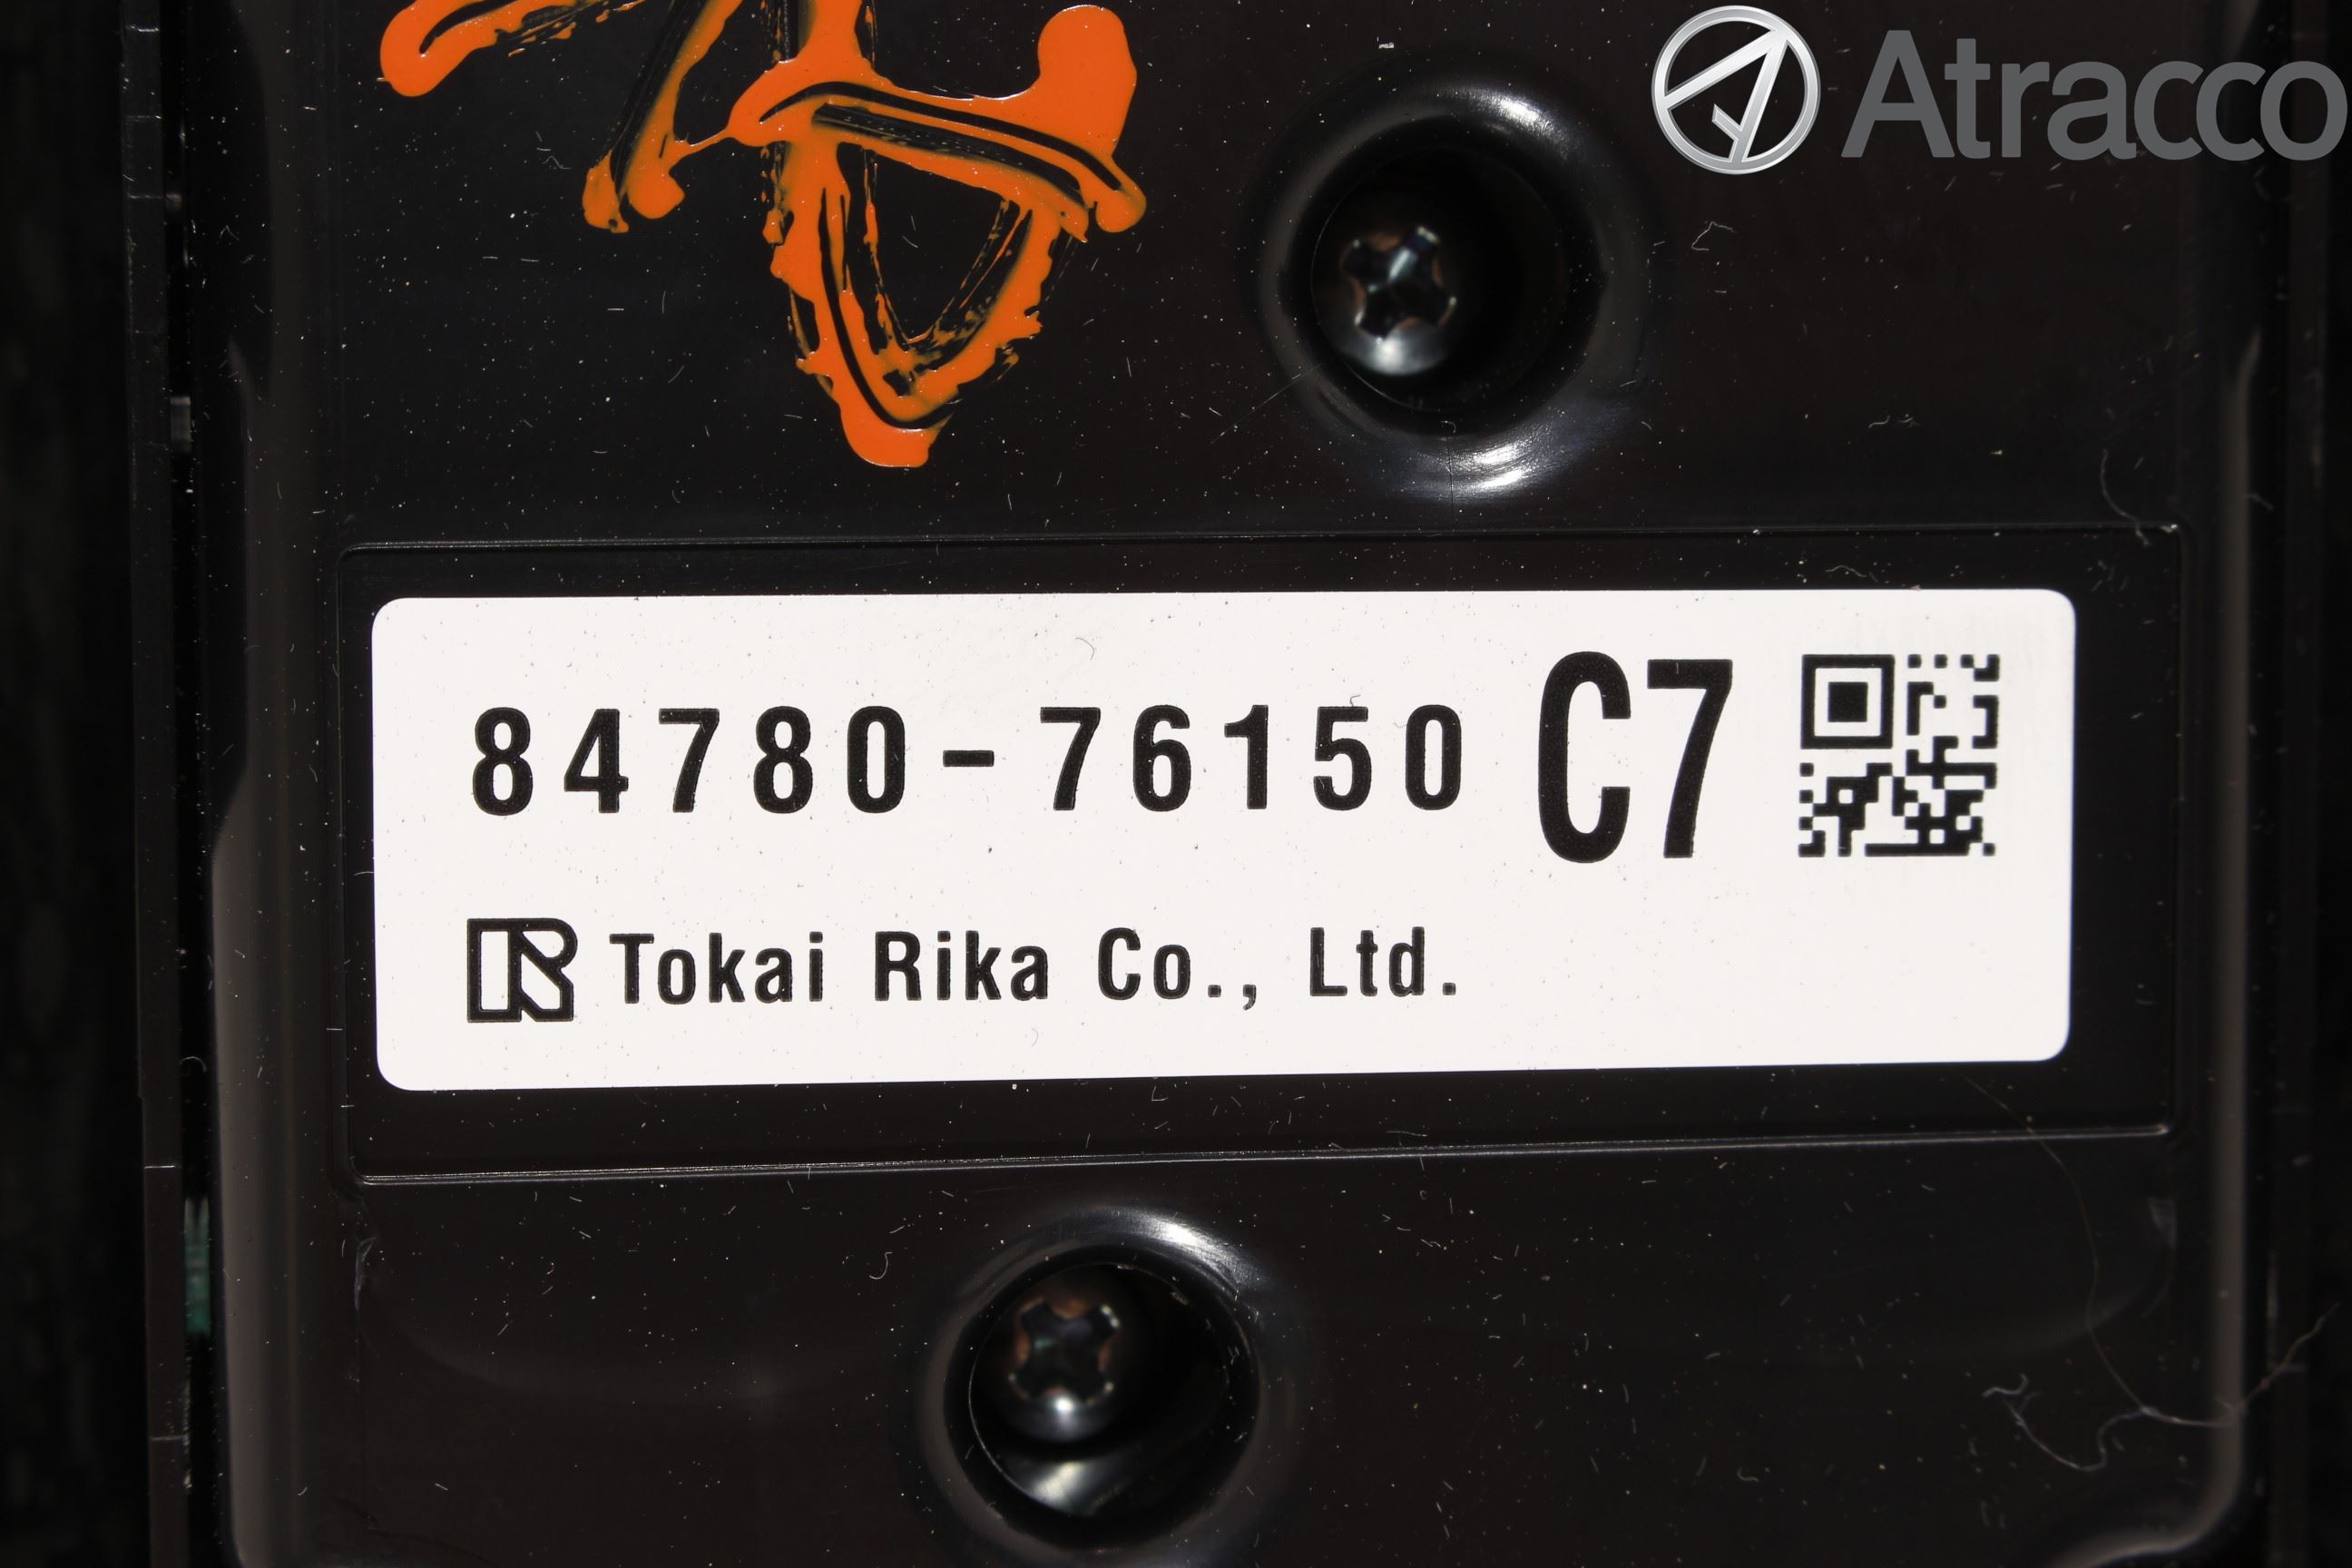 Atracco
84780-76150 C7
Tokai Rika Co., Ltd.